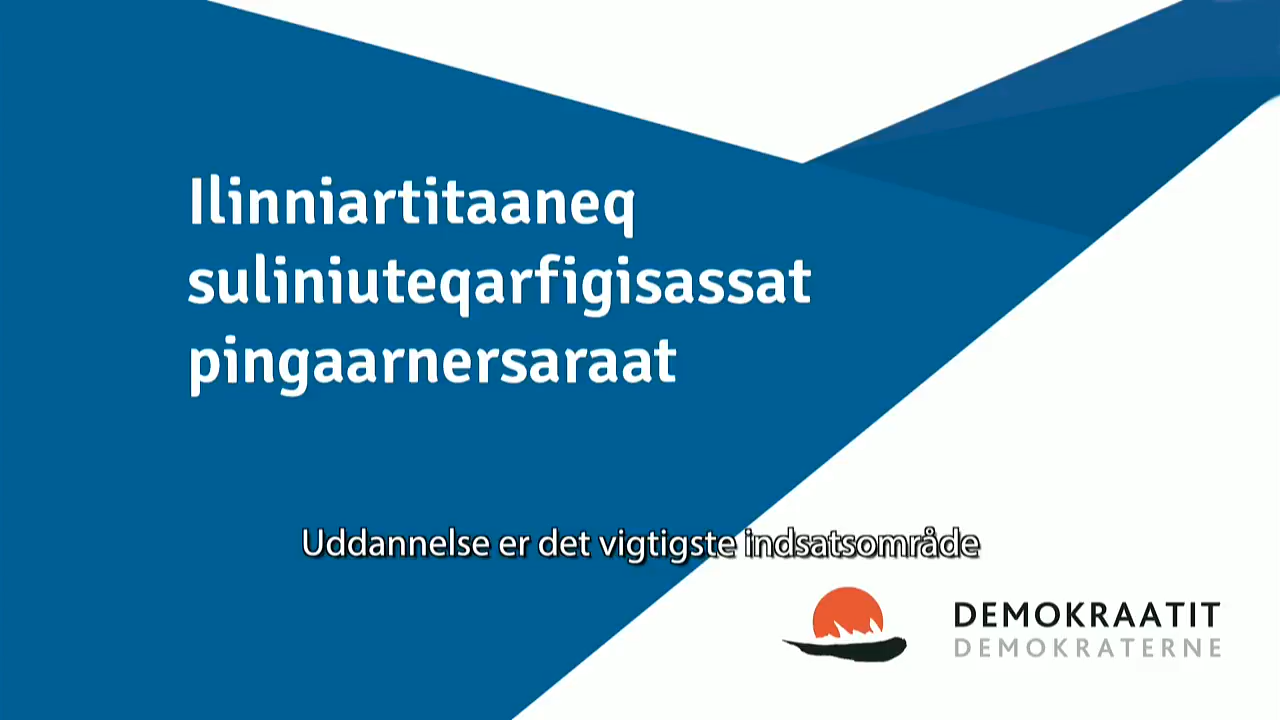 Ilinniartitaaneq
suliniuteqarfigisassat
pingaarnersaraat
Uddannelse er det vigtigste indsatsområde
DEMOKRAATIT
DEMOKRATERNE